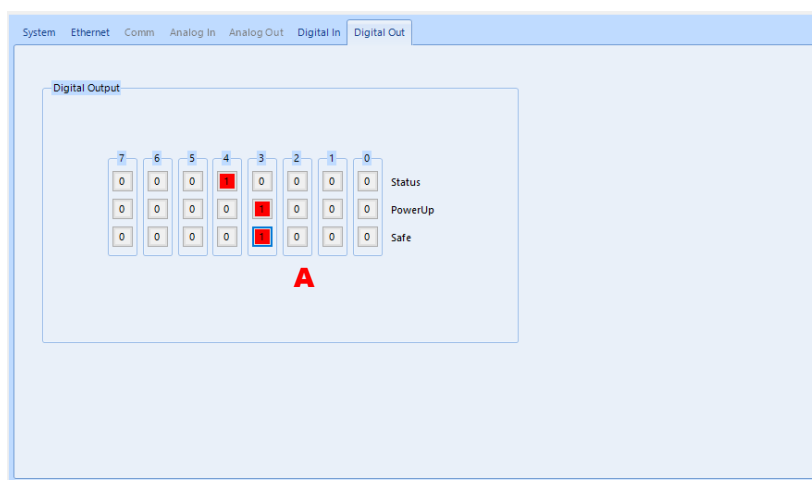 System Ethernet Comm Analog In Analog Out Digital In Digital Out
Digital Output
7 6 5 4 3 2 1 0
0 0 0 1 0 0 0 0 Status
0 0 0 0 1 0 0 0 PowerUp
0 0 0 0 1 0 0 0 Safe
A